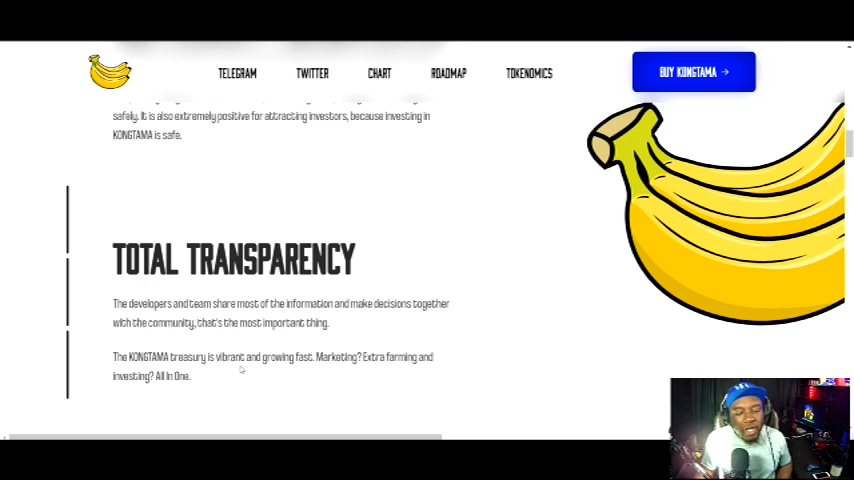 TELEGRAM TWITTER CHART ROADMAP TOKENOMICS BUY KONGTAMA →
safely. It is also extremely positive for attracting investors, because investing in
KONGTAMA is safe.
TOTAL TRANSPARENCY
The developers and team share most of the information and make decisions together
with the community, that's the most important thing.
The KONGTAMA treasury is vibrant and growing fast. Marketing? Extra farming and
investing? All In One.